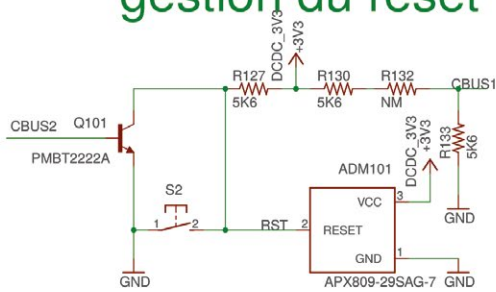 gestion du reset
DCDC_3V3
+3V3
R127
5K6
R130
5K6
R132
NM
CBUS1
CBUS2
Q101
PMBT2222A
DCDC_3V3
+3V3
R133
5K6
S2
1
2
ADM101
VCC
3
GND
RST
2
RESET
GND
1
GND
APX809-29SAG-7
GND